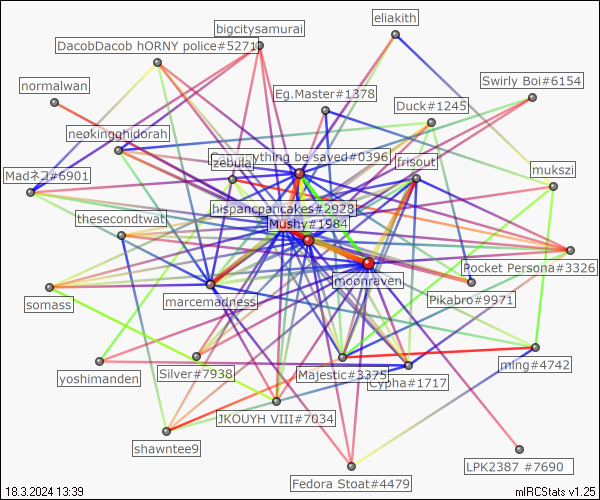 eliakith
bigcitysamurai
DacobDacob hORNY police#5271
normalwan
Eg.Master#1378
Swirly Boi#6154
Duck#1245
neokingghidorah
ything be saved#0396
zebula
frisout
Madネコ#6901
mukszi
hispancpancakes#2928
thesecondtwat
Mushy#1984
Pocket Persona#3326
moonraven
Pikabro#9971
somass
marcemadness
ming#4742
yoshimanden
Silver#7938
Majestic#3375
Cypha#1717
JKOUYH VIII#7034
shawntee9
LPK2387 #7690
Fedora Stoat#4479
18.3.2024 13:39
mIRCStats v1.25